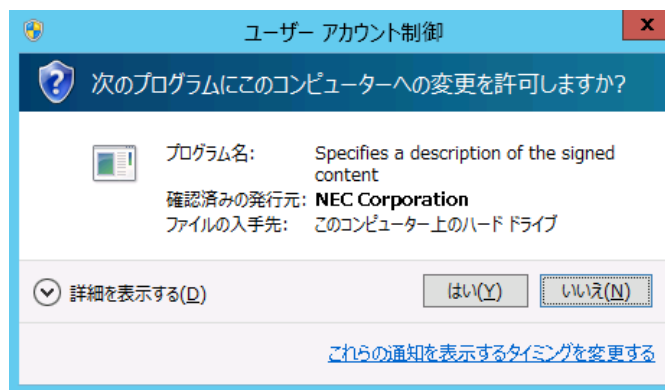 ユーザー アカウント制御
x
次のプログラムにこのコンピューターへの変更を許可しますか?
プログラム名: Specifies a description of the signed
content
確認済みの発行元: NEC Corporation
ファイルの入手先: このコンピューター上のハード ドライブ
詳細を表示する(D) はい(Y) いいえ(N)
これらの通知を表示するタイミングを変更する